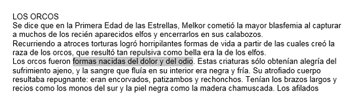 LOS ORCOS
Se dice que en la Primera Edad de las Estrellas, Melkor cometió la mayor blasfemia al capturar
a muchos de los recién aparecidos elfos y encerrarlos en sus calabozos.
Recurriendo a atroces torturas logró horripilantes formas de vida a partir de las cuales creó la
raza de los orcos, que resultó tan repulsiva como bella era la de los elfos.
Los orcos fueron formas nacidas del dolor y del odio. Estas criaturas sólo obtenían alegría del
sufrimiento ajeno, y la sangre que fluía en su interior era negra y fría. Su atrofiado cuerpo
resultaba repugnante: eran encorvados, patizambos y rechonchos. Tenían los brazos largos y
recios como los monos del sur y la piel negra como la madera chamuscada. Los afilados